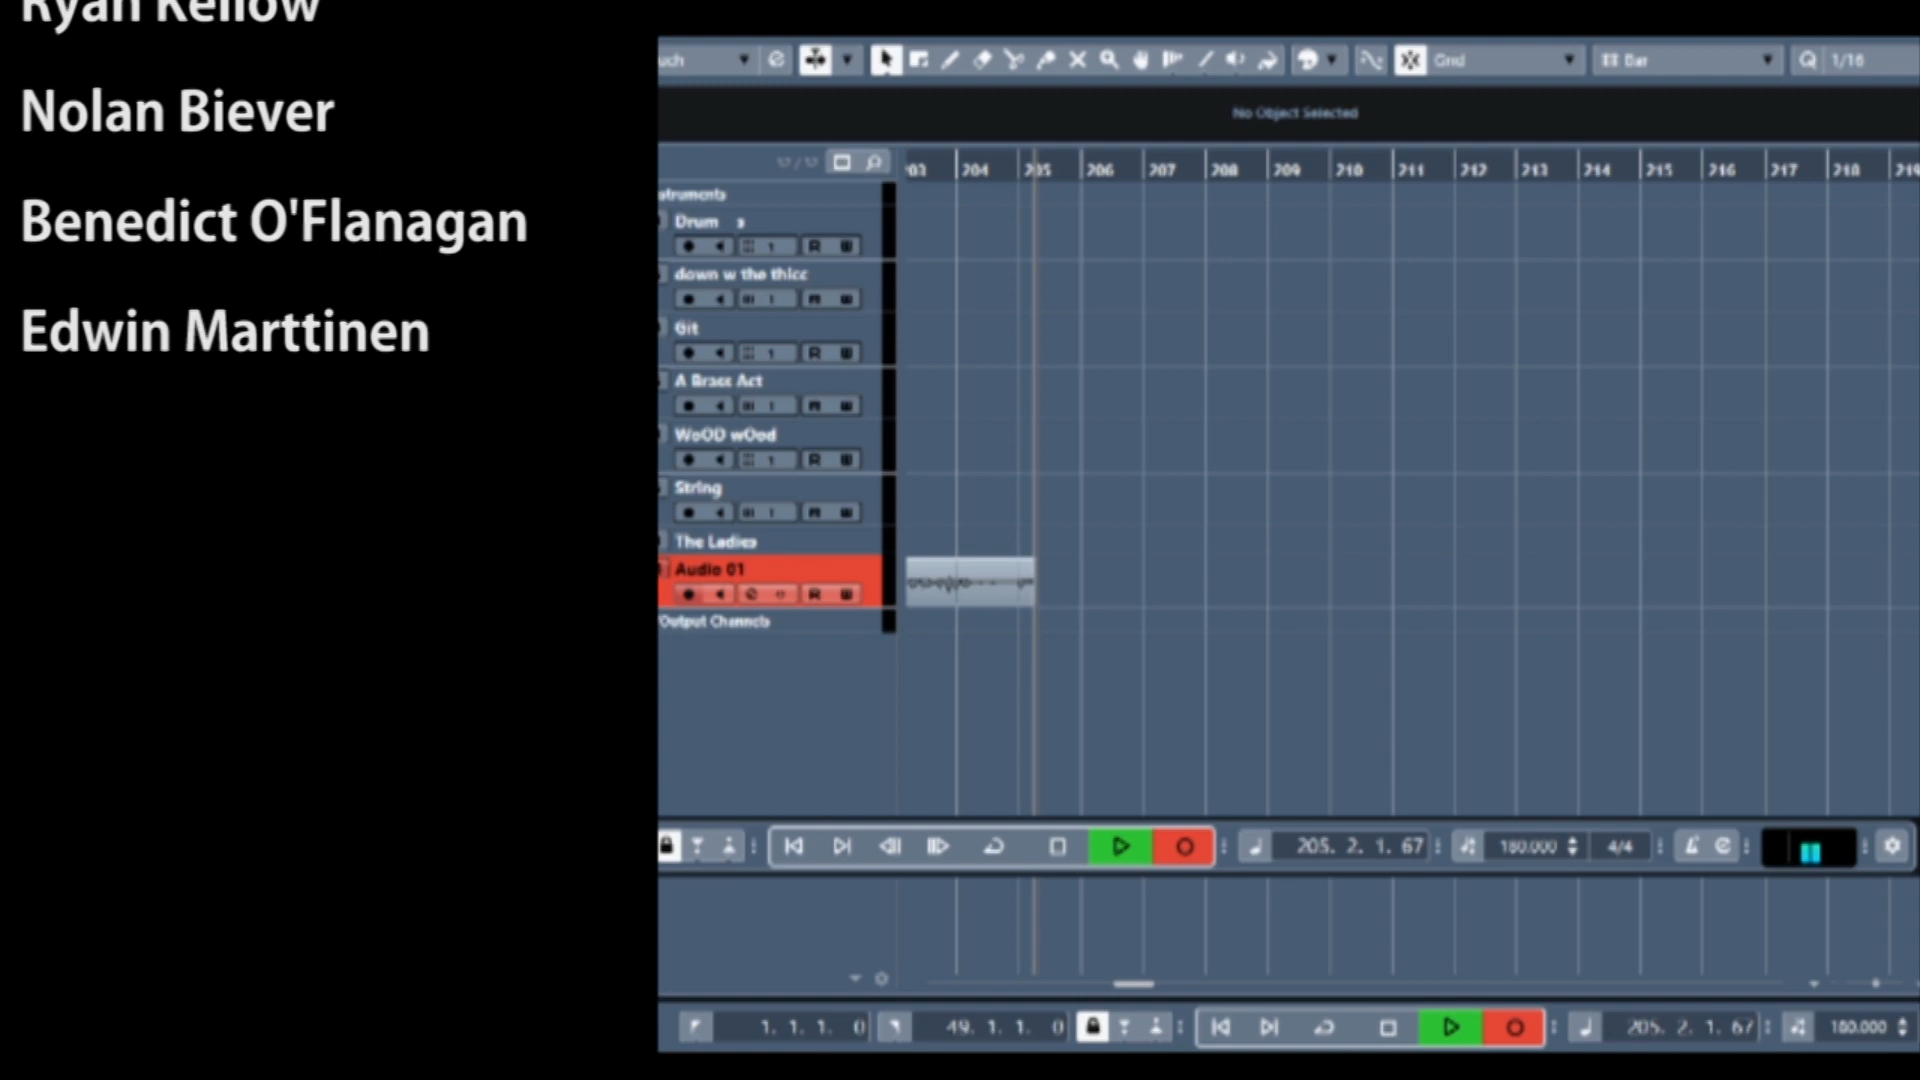 Ryan Kellow
Nolan Biever
Benedict O'Flanagan
Edwin Marttinen
Grid
Bar
1/16
No Object Selected
204 205 206 207 208 209 210 211 212 213 214 215 216 217 218 219
Drum
down w the thicc
Git
A Brass Act
WoOD wOod
String
The Ladies
Audio 01
R
Output Channels
205. 2. 1. 67
180.000
4/4
1. 1. 1. 0
49. 1. 1. 0
205. 2. 1. 67
180.000